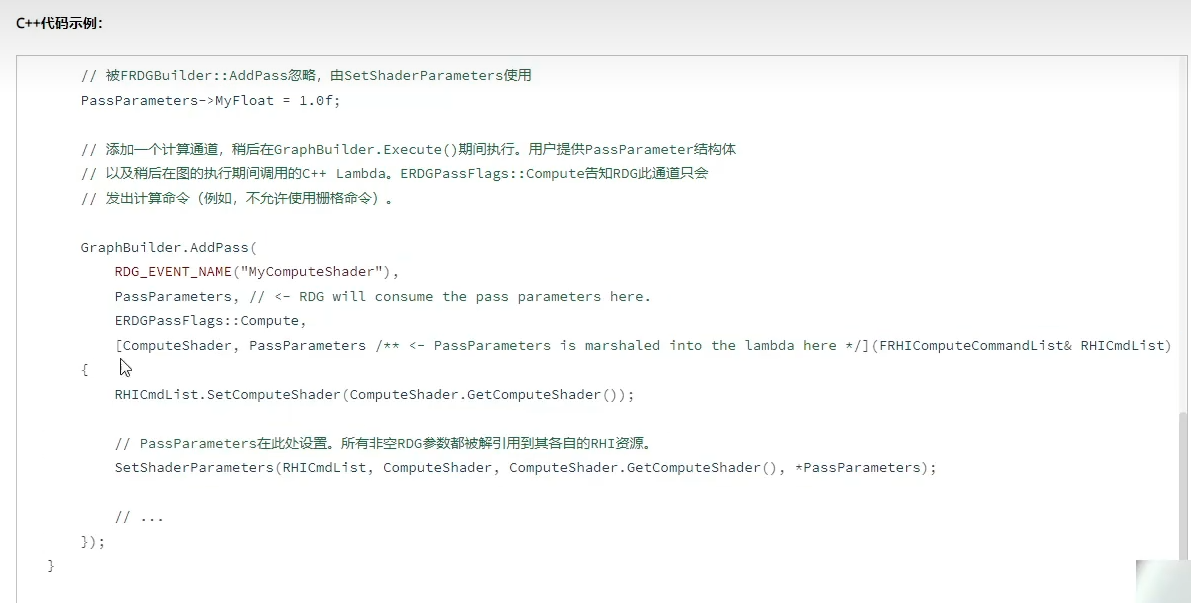 C++代码示例：
// 被FRDGBuilder::AddPass忽略，由SetShaderParameters使用
PassParameters->MyFloat = 1.0f;
// 添加一个计算通道，稍后在GraphBuilder.Execute()期间执行。用户提供PassParameter结构体
// 以及稍后在图的执行期间调用的C++ Lambda。ERDGPassFlags::Compute告知RDG此通道只会
// 发出计算命令（例如，不允许使用栅格命令）。
GraphBuilder.AddPass(
RDG_EVENT_NAME("MyComputeShader"),
PassParameters, // <- RDG will consume the pass parameters here.
ERDGPassFlags::Compute,
[ComputeShader, PassParameters /** <- PassParameters is marshaled into the lambda here */](FRHIComputeCommandList& RHICmdList)
{
RHICmdList.SetComputeShader(ComputeShader.GetComputeShader());
// PassParameters在此处设置。所有非空RDG参数都被解引用到其各自的RHI资源。
SetShaderParameters(RHICmdList, ComputeShader, ComputeShader.GetComputeShader(), *PassParameters);
// ...
});
}